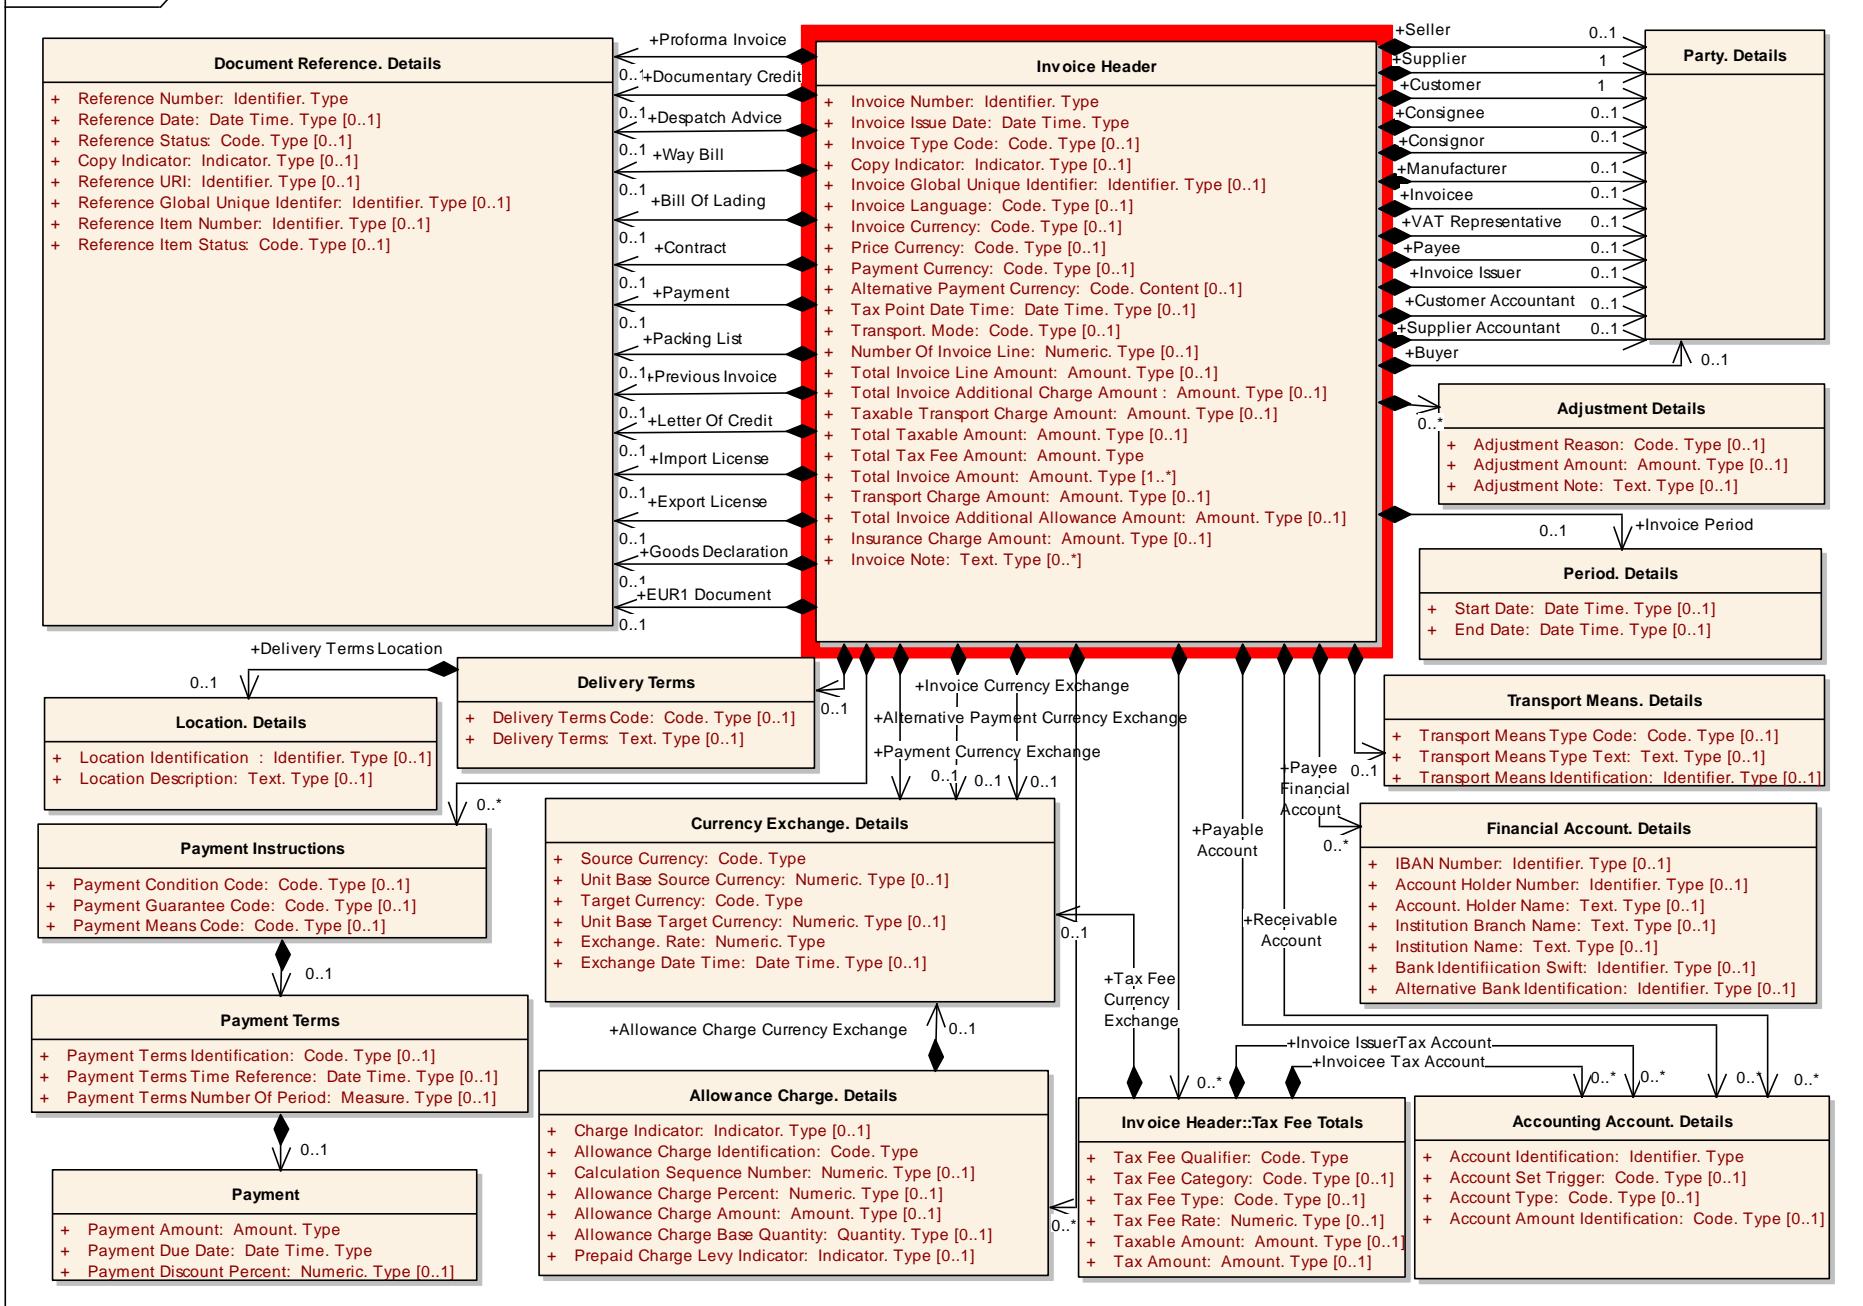 Document Reference. Details
+ Reference Number: Identifier. Type
+ Reference Date: Date Time. Type [0..1]
+ Reference Status: Code. Type [0..1]
+ Copy Indicator: Indicator. Type [0..1]
+ Reference URI: Identifier. Type [0..1]
+ Reference Global Unique Identifer: Identifier. Type [0..1]
+ Reference Item Number: Identifier. Type [0..1]
+ Reference Item Status: Code. Type [0..1]
+Proforma Invoice
0..1
+Documentary Credit
0..1
+Despatch Advice
0..1
+Way Bill
0..1
+Bill Of Lading
0..1
+Contract
0..1
+Payment
0..1
+Packing List
0..1
+Previous Invoice
0..1
+Letter Of Credit
0..1
+Import License
0..1
+Export License
0..1
+Goods Declaration
0..1
+EUR1 Document
0..1
Invoice Header
+ Invoice Number: Identifier. Type
+ Invoice Issue Date: Date Time. Type
+ Invoice Type Code: Code. Type [0..1]
+ Copy Indicator: Indicator. Type [0..1]
+ Invoice Global Unique Identifier: Identifier. Type [0..1]
+ Invoice Language: Code. Type [0..1]
+ Invoice Currency: Code. Type [0..1]
+ Price Currency: Code. Type [0..1]
+ Payment Currency: Code. Type [0..1]
+ Alternative Payment Currency: Code. Content [0..1]
+ Tax Point Date Time: Date Time. Type [0..1]
+ Transport. Mode: Code. Type [0..1]
+ Number Of Invoice Line: Numeric. Type [0..1]
+ Total Invoice Line Amount: Amount. Type [0..1]
+ Total Invoice Additional Charge Amount : Amount. Type [0..1]
+ Taxable Transport Charge Amount: Amount. Type [0..1]
+ Total Taxable Amount: Amount. Type [0..1]
+ Total Tax Fee Amount: Amount. Type
+ Total Invoice Amount: Amount. Type [1..*]
+ Transport Charge Amount: Amount. Type [0..1]
+ Total Invoice Additional Allowance Amount: Amount. Type [0..1]
+ Insurance Charge Amount: Amount. Type [0..1]
+ Invoice Note: Text. Type [0..*]
+Seller 0..1
+Supplier 1
+Customer 1
+Consignee 0..1
+Consignor 0..1
+Manufacturer 0..1
+Invoicee 0..1
+VAT Representative 0..1
+Payee 0..1
+Invoice Issuer 0..1
+Customer Accountant 0..1
+Supplier Accountant 0..1
+Buyer 0..1
Party. Details
0..*
Adjustment Details
+ Adjustment Reason: Code. Type [0..1]
+ Adjustment Amount: Amount. Type [0..1]
+ Adjustment Note: Text. Type [0..1]
0..1 +Invoice Period
Period. Details
+ Start Date: Date Time. Type [0..1]
+ End Date: Date Time. Type [0..1]
+Delivery Terms Location
0..1
Location. Details
+ Location Identification : Identifier. Type [0..1]
+ Location Description: Text. Type [0..1]
Delivery Terms
+ Delivery Terms Code: Code. Type [0..1]
+ Delivery Terms: Text. Type [0..1]
0..1
+Invoice Currency Exchange
+Alternative Payment Currency Exchange
+Payment Currency Exchange
0..1 0..1 0..1
Transport Means. Details
+ Transport Means Type Code: Code. Type [0..1]
+ Transport Means Type Text: Text. Type [0..1]
+ Transport Means Identification: Identifier. Type [0..1]
0..1
+Payee
Financial
Account
0..*
Financial Account. Details
+ IBAN Number: Identifier. Type [0..1]
+ Account Holder Number: Identifier. Type [0..1]
+ Account. Holder Name: Text. Type [0..1]
+ Institution Branch Name: Text. Type [0..1]
+ Institution Name: Text. Type [0..1]
+ Bank Identifiication Swift: Identifier. Type [0..1]
+ Alternative Bank Identification: Identifier. Type [0..1]
0..*
Payment Instructions
+ Payment Condition Code: Code. Type [0..1]
+ Payment Guarantee Code: Code. Type [0..1]
+ Payment Means Code: Code. Type [0..1]
0..1
Payment Terms
+ Payment Terms Identification: Code. Type [0..1]
+ Payment Terms Time Reference: Date Time. Type [0..1]
+ Payment Terms Number Of Period: Measure. Type [0..1]
0..1
Payment
+ Payment Amount: Amount. Type
+ Payment Due Date: Date Time. Type
+ Payment Discount Percent: Numeric. Type [0..1]
Currency Exchange. Details
+ Source Currency: Code. Type
+ Unit Base Source Currency: Numeric. Type [0..1]
+ Target Currency: Code. Type
+ Unit Base Target Currency: Numeric. Type [0..1]
+ Exchange. Rate: Numeric. Type
+ Exchange Date Time: Date Time. Type [0..1]
0..1
+Tax Fee
Currency
Exchange
+Payable
Account
+Receivable
Account
+Allowance Charge Currency Exchange 0..1
Allowance Charge. Details
+ Charge Indicator: Indicator. Type [0..1]
+ Allowance Charge Identification: Code. Type
+ Calculation Sequence Number: Numeric. Type [0..1]
+ Allowance Charge Percent: Numeric. Type [0..1]
+ Allowance Charge Amount: Amount. Type [0..1]
+ Allowance Charge Base Quantity: Quantity. Type [0..1]
+ Prepaid Charge Levy Indicator: Indicator. Type [0..1]
0..*
0..*
+Invoice IssuerTax Account
+Invoicee Tax Account
0..* 0..* 0..* 0..*
Invoice Header::Tax Fee Totals
+ Tax Fee Qualifier: Code. Type
+ Tax Fee Category: Code. Type [0..1]
+ Tax Fee Type: Code. Type [0..1]
+ Tax Fee Rate: Numeric. Type [0..1]
+ Taxable Amount: Amount. Type [0..1]
+ Tax Amount: Amount. Type [0..1]
Accounting Account. Details
+ Account Identification: Identifier. Type
+ Account Set Trigger: Code. Type [0..1]
+ Account Type: Code. Type [0..1]
+ Account Amount Identification: Code. Type [0..1]